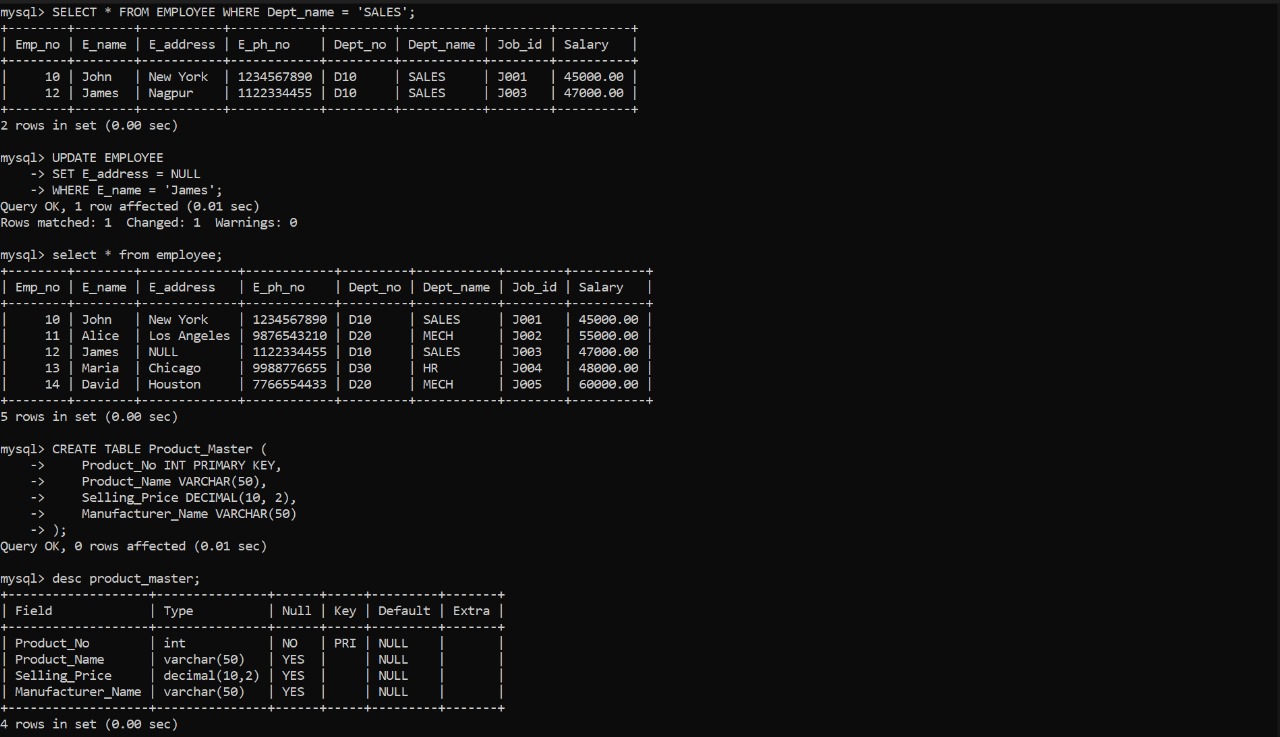 mysql> SELECT * FROM EMPLOYEE WHERE Dept_name = 'SALES';
+--------+--------+-----------+------------+---------+-----------+--------+----------+
| Emp_no | E_name | E_address | E_ph_no    | Dept_no | Dept_name | Job_id | Salary   |
+--------+--------+-----------+------------+---------+-----------+--------+----------+
|     10 | John   | New York  | 1234567890 | D10     | SALES     | J001   | 45000.00 |
|     12 | James  | Nagpur    | 1122334455 | D10     | SALES     | J003   | 47000.00 |
+--------+--------+-----------+------------+---------+-----------+--------+----------+
2 rows in set (0.00 sec)

mysql> UPDATE EMPLOYEE
    -> SET E_address = NULL
    -> WHERE E_name = 'James';
Query OK, 1 row affected (0.01 sec)
Rows matched: 1  Changed: 1  Warnings: 0

mysql> select * from employee;
+--------+--------+-------------+------------+---------+-----------+--------+----------+
| Emp_no | E_name | E_address   | E_ph_no    | Dept_no | Dept_name | Job_id | Salary   |
+--------+--------+-------------+------------+---------+-----------+--------+----------+
|     10 | John   | New York    | 1234567890 | D10     | SALES     | J001   | 45000.00 |
|     11 | Alice  | Los Angeles | 9876543210 | D20     | MECH      | J002   | 55000.00 |
|     12 | James  | NULL        | 1122334455 | D10     | SALES     | J003   | 47000.00 |
|     13 | Maria  | Chicago     | 9988776655 | D30     | HR        | J004   | 48000.00 |
|     14 | David  | Houston     | 7766554433 | D20     | MECH      | J005   | 60000.00 |
+--------+--------+-------------+------------+---------+-----------+--------+----------+
5 rows in set (0.00 sec)

mysql> CREATE TABLE Product_Master (
    ->     Product_No INT PRIMARY KEY,
    ->     Product_Name VARCHAR(50),
    ->     Selling_Price DECIMAL(10, 2),
    ->     Manufacturer_Name VARCHAR(50)
    -> );
Query OK, 0 rows affected (0.01 sec)

mysql> desc product_master;
+-------------------+---------------+------+-----+---------+-------+
| Field             | Type          | Null | Key | Default | Extra |
+-------------------+---------------+------+-----+---------+-------+
| Product_No        | int           | NO   | PRI | NULL    |       |
| Product_Name      | varchar(50)   | YES  |     | NULL    |       |
| Selling_Price     | decimal(10,2) | YES  |     | NULL    |       |
| Manufacturer_Name | varchar(50)   | YES  |     | NULL    |       |
+-------------------+---------------+------+-----+---------+-------+
4 rows in set (0.00 sec)